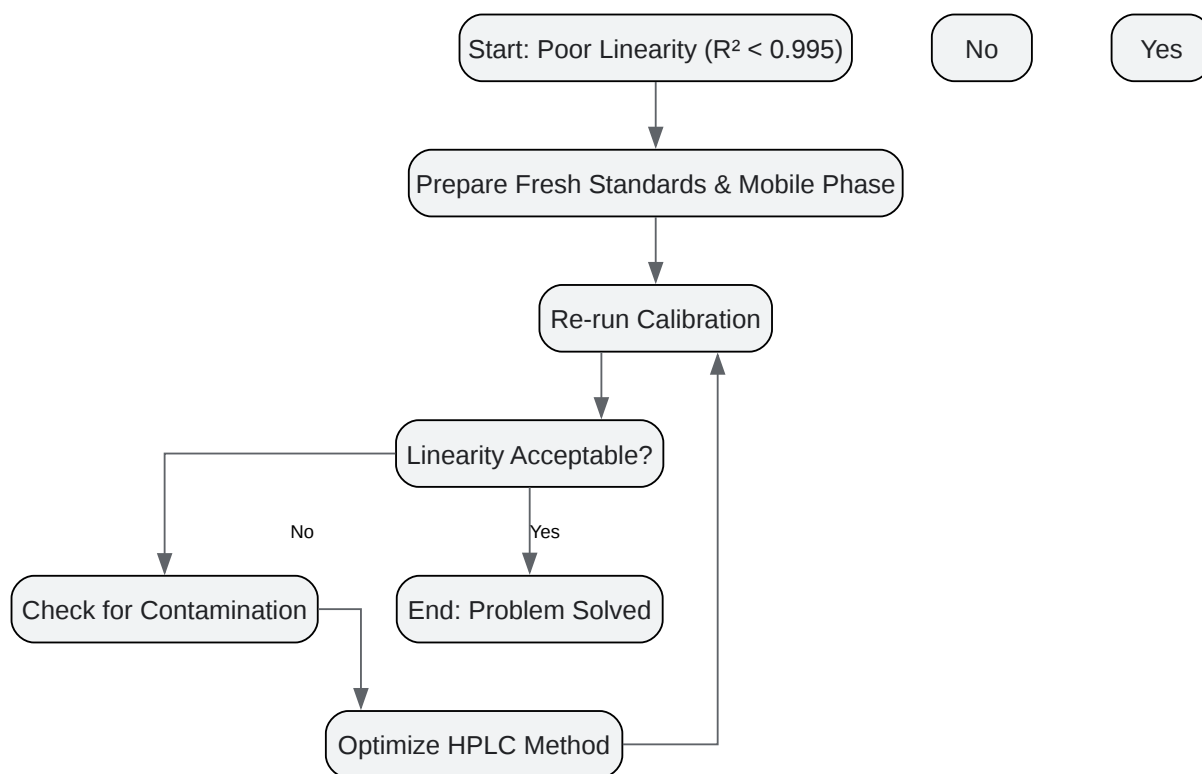 Start: Poor Linearity (R² < 0.995)
No
Yes
Prepare Fresh Standards & Mobile Phase
Re-run Calibration
Linearity Acceptable?
No
Yes
Check for Contamination
End: Problem Solved
Optimize HPLC Method